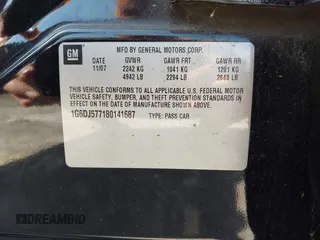 GM
MFD BY GENERAL MOTORS CORP.
DATE GVWR GAWR FRT GAWR RR
11/07 2242 KG 1041 KG 1201 KG
4942 LB 2294 LB 2648 LB
THIS VEHICLE CONFORMS TO ALL APPLICABLE U.S. FEDERAL MOTOR
VEHICLE SAFETY, BUMPER, AND THEFT PREVENTION STANDARDS IN
EFFECT ON THE DATE OF MANUFACTURE SHOWN ABOVE.
1G6DJ577180141687 TYPE: PASS CAR
DREAMBID